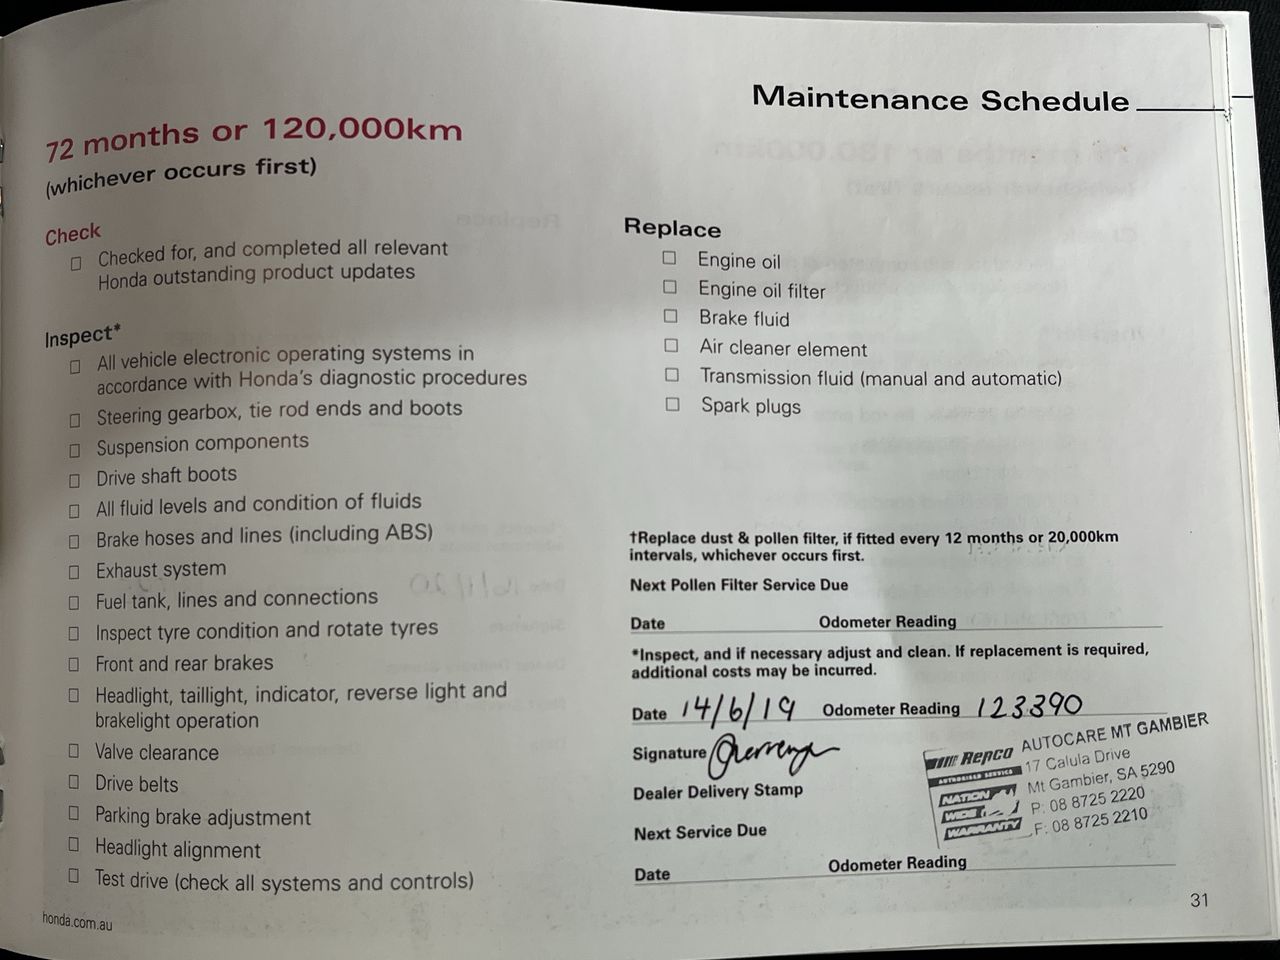 Maintenance Schedule
72 months or 120,000km
(whichever occurs first)
Check
Checked for, and completed all relevant
Honda outstanding product updates
Inspect*
All vehicle electronic operating systems in
accordance with Honda's diagnostic procedures
Steering gearbox, tie rod ends and boots
Suspension components
Drive shaft boots
All fluid levels and condition of fluids
Brake hoses and lines (including ABS)
Exhaust system
Fuel tank, lines and connections
Inspect tyre condition and rotate tyres
Front and rear brakes
Headlight, taillight, indicator, reverse light and
brakelight operation
Valve clearance
Drive belts
Parking brake adjustment
Headlight alignment
Test drive (check all systems and controls)
honda.com.au
Replace
Engine oil
Engine oil filter
Brake fluid
Air cleaner element
Transmission fluid (manual and automatic)
Spark plugs
†Replace dust & pollen filter, if fitted every 12 months or 20,000km
intervals, whichever occurs first.
Next Pollen Filter Service Due
Date Odometer Reading
*Inspect, and if necessary adjust and clean. If replacement is required,
additional costs may be incurred.
Date 14/6/19 Odometer Reading 123390
Signature
Dealer Delivery Stamp
Repco AUTOCARE MT GAMBIER
AUTHORISED SERVICE 17 Calula Drive
NATION Mt Gambier, SA 5290
WIDE P: 08 8725 2220
WARRANTY F: 08 8725 2210
Next Service Due
Date Odometer Reading
31